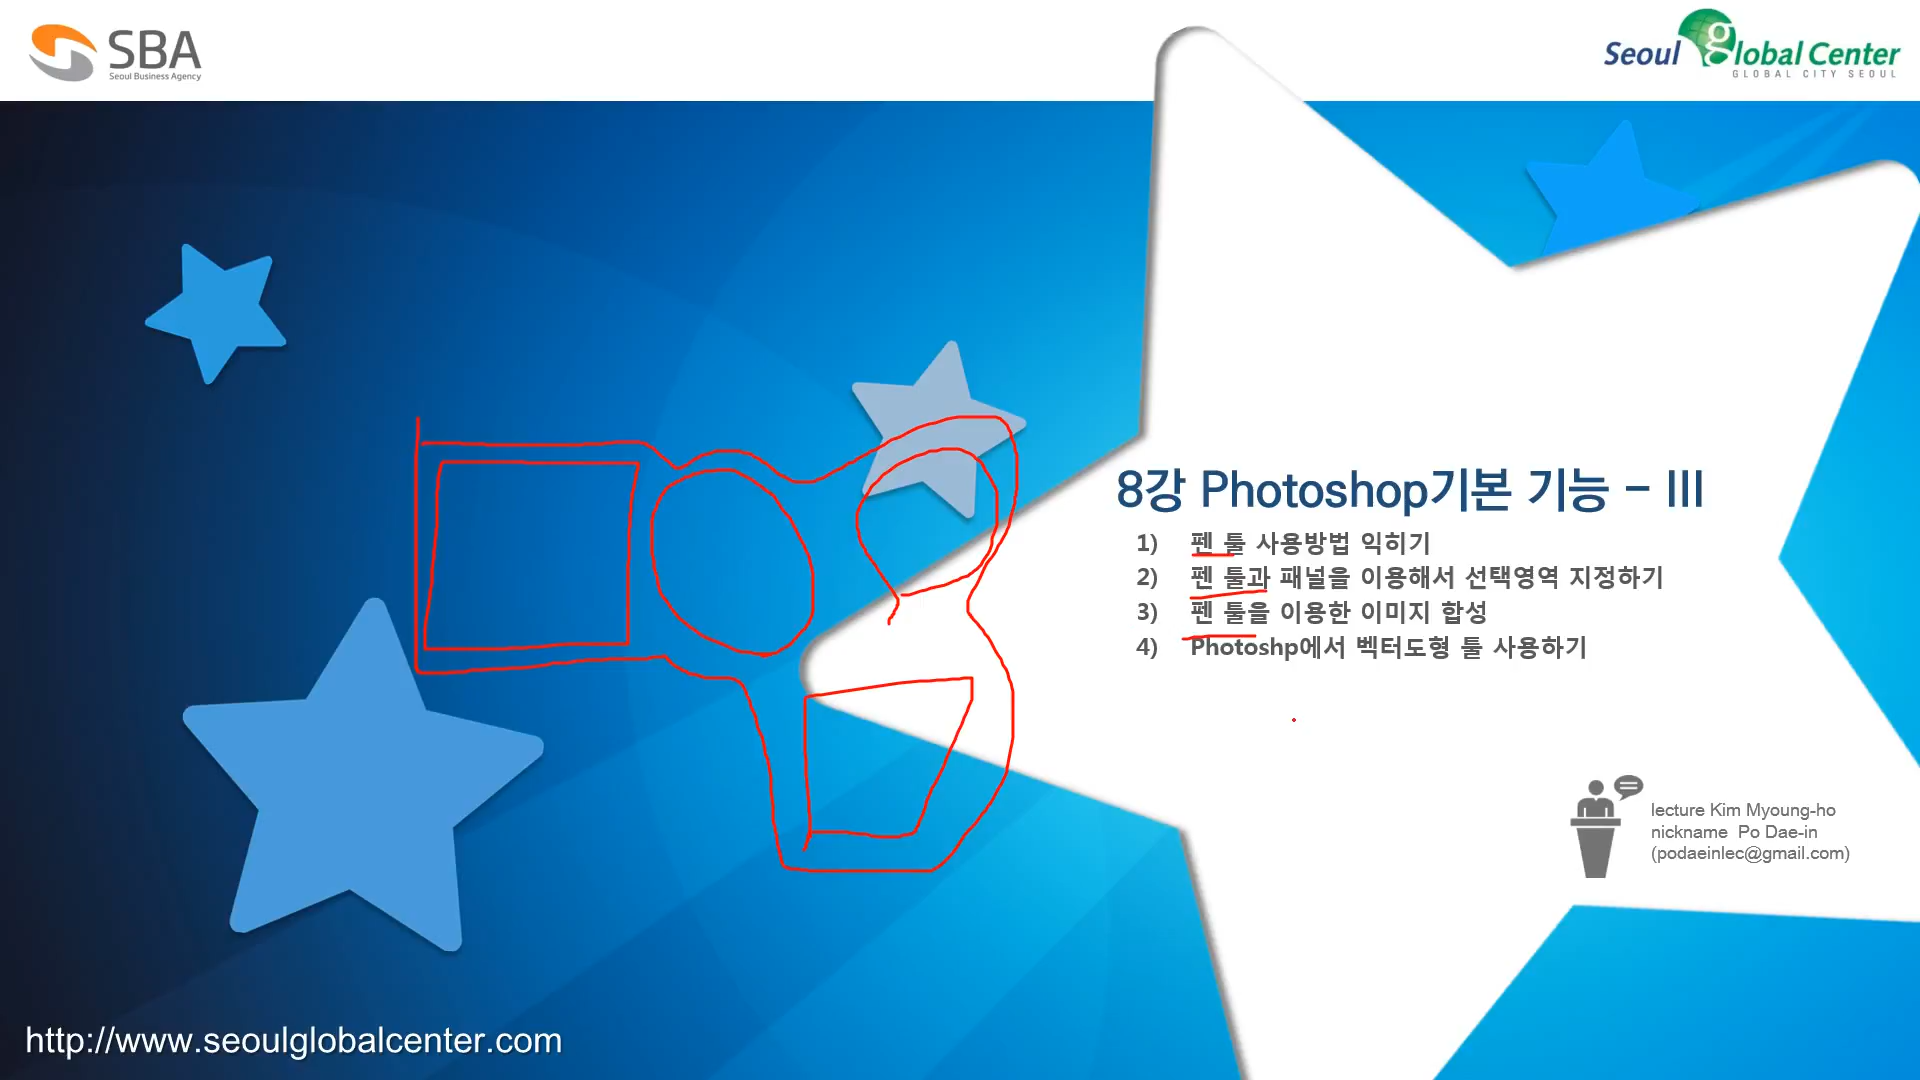 SBA
Seoul Business Agency
Seoul global Center
GLOBAL CITY SEOUL
8강 Photoshop기본 기능 – III
1) 펜 툴 사용방법 익히기
2) 펜 툴과 패널을 이용해서 선택영역 지정하기
3) 펜 툴을 이용한 이미지 합성
4) Photoshp에서 벡터도형 툴 사용하기
lecture Kim Myoung-ho
nickname Po Dae-in
(podaeinlec@gmail.com)
http://www.seoulglobalcenter.com